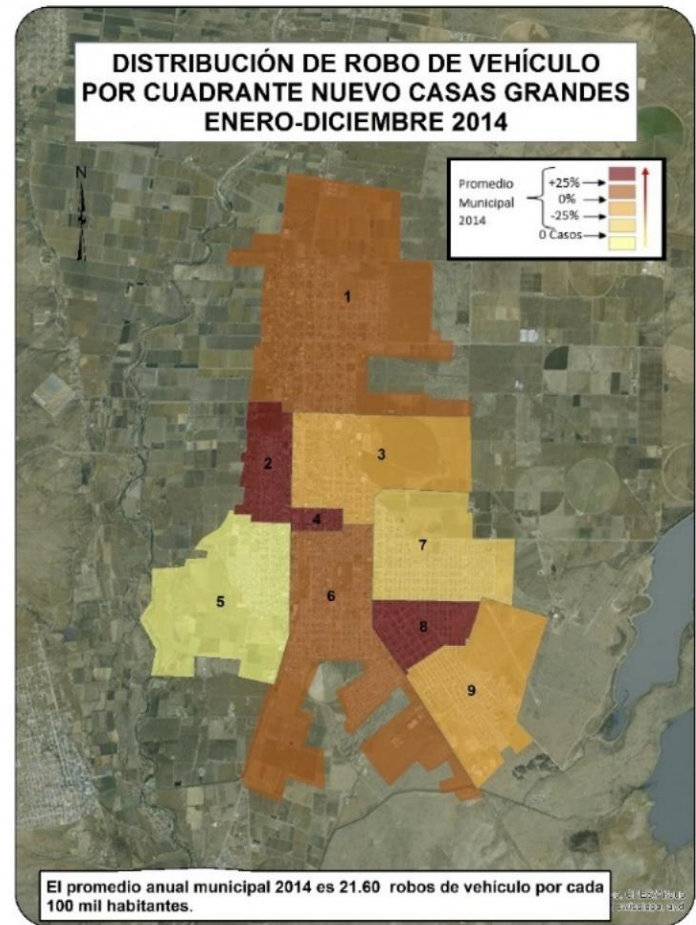 DISTRIBUCIÓN DE ROBO DE VEHÍCULO
POR CUADRANTE NUEVO CASAS GRANDES
ENERO-DICIEMBRE 2014
N
Promedio
Municipal
2014
+25%
0%
-25%
0 Casos
1
2
3
4
7
5
6
8
9
El promedio anual municipal 2014 es 21.60 robos de vehículo por cada
100 mil habitantes.